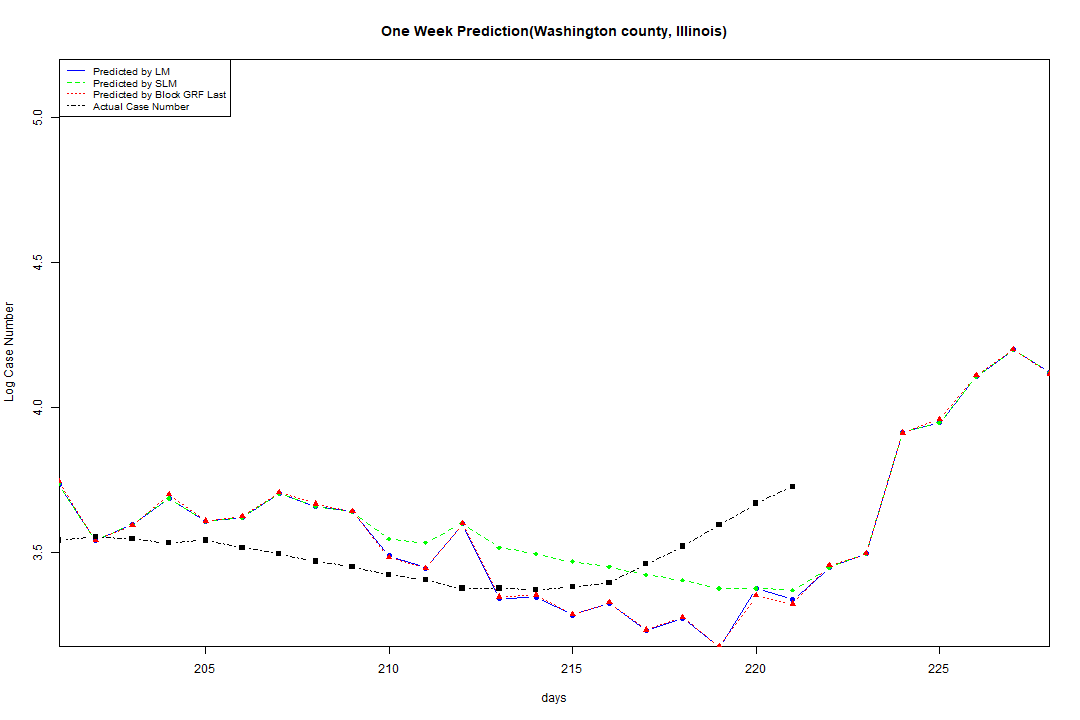 One Week Prediction(Washington county, Illinois)
Predicted by LM
Predicted by SLM
Predicted by Block GRF Last
Actual Case Number
5.0
4.5
4.0
3.5
Log Case Number
205 210 215 220 225
days